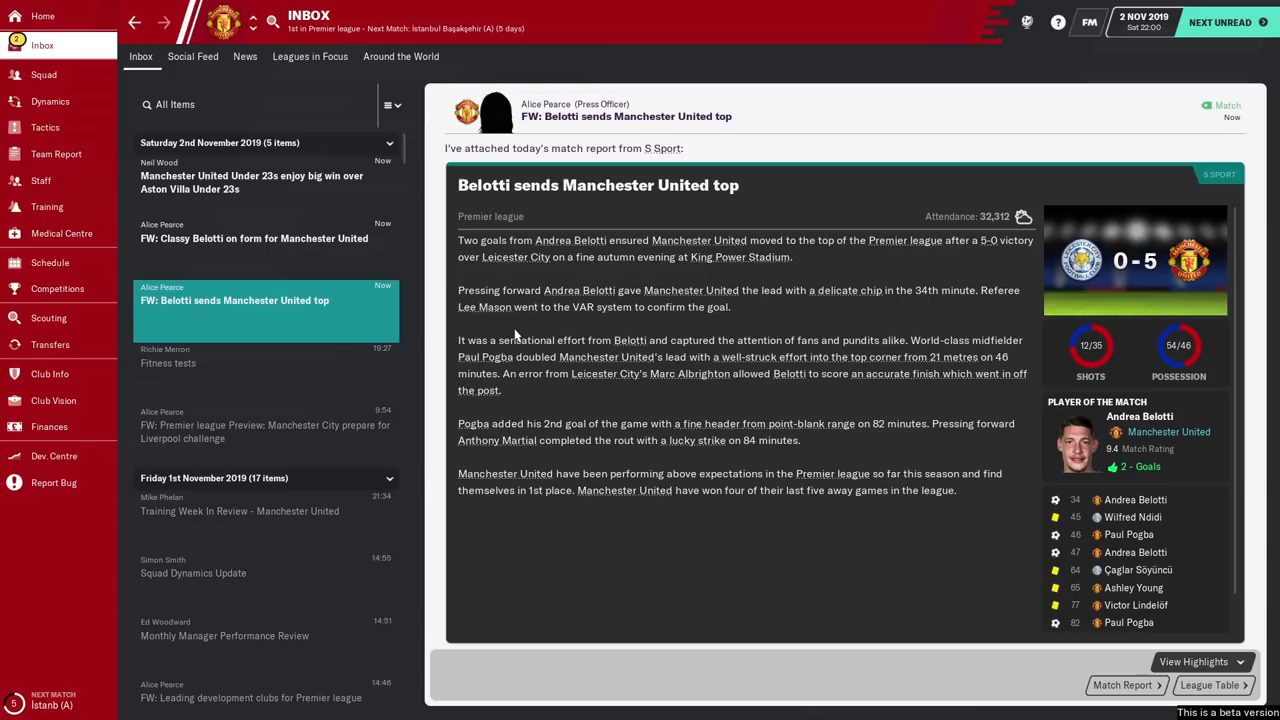 INBOX
1st in Premier league - Next Match: İstanbul Başakşehir (A) (5 days)
FM
2 NOV 2019
Sat 22:00
NEXT UNREAD
Home
2
Inbox
Squad
Dynamics
Tactics
Team Report
Staff
Training
Medical Centre
Schedule
Competitions
Scouting
Transfers
Club Info
Club Vision
Finances
Dev. Centre
Report Bug
5
NEXT MATCH
İstanb (A)
Inbox
Social Feed
News
Leagues in Focus
Around the World
All Items
Saturday 2nd November 2019 (5 items)
Neil Wood
Now
Manchester United Under 23s enjoy big win over
Aston Villa Under 23s
Alice Pearce
Now
FW: Classy Belotti on form for Manchester United
Alice Pearce
Now
FW: Belotti sends Manchester United top
Richie Merron
19:27
Fitness tests
Alice Pearce
9:54
FW: Premier league Preview: Manchester City prepare for
Liverpool challenge
Friday 1st November 2019 (17 items)
Mike Phelan
21:34
Training Week In Review - Manchester United
Simon Smith
14:55
Squad Dynamics Update
Ed Woodward
14:51
Monthly Manager Performance Review
Alice Pearce
14:46
FW: Leading development clubs for Premier league
Alice Pearce (Press Officer)
FW: Belotti sends Manchester United top
Match
Now
I've attached today's match report from S Sport:
S SPORT
Belotti sends Manchester United top
Premier league
Attendance: 32,312
Two goals from Andrea Belotti ensured Manchester United moved to the top of the Premier league after a 5-0 victory
over Leicester City on a fine autumn evening at King Power Stadium.
Pressing forward Andrea Belotti gave Manchester United the lead with a delicate chip in the 34th minute. Referee
Lee Mason went to the VAR system to confirm the goal.
It was a sensational effort from Belotti and captured the attention of fans and pundits alike. World-class midfielder
Paul Pogba doubled Manchester United's lead with a well-struck effort into the top corner from 21 metres on 46
minutes. An error from Leicester City's Marc Albrighton allowed Belotti to score an accurate finish which went in off
the post.
Pogba added his 2nd goal of the game with a fine header from point-blank range on 82 minutes. Pressing forward
Anthony Martial completed the rout with a lucky strike on 84 minutes.
Manchester United have been performing above expectations in the Premier league so far this season and find
themselves in 1st place. Manchester United have won four of their last five away games in the league.
0 - 5
12/35
SHOTS
54/46
POSSESSION
PLAYER OF THE MATCH
Andrea Belotti
Manchester United
9.4 Match Rating
2 - Goals
34 Andrea Belotti
45 Wilfred Ndidi
46 Paul Pogba
47 Andrea Belotti
64 Çağlar Söyüncü
65 Ashley Young
77 Victor Lindelöf
82 Paul Pogba
View Highlights
Match Report
League Table
This is a beta version